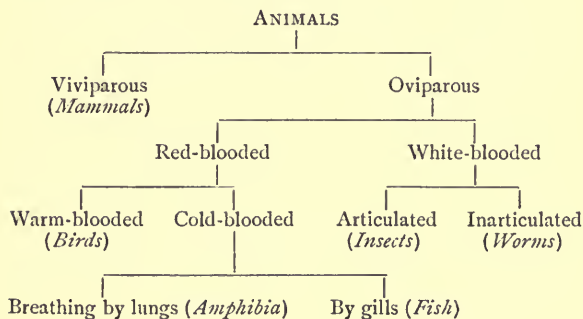 ANIMALS
Viviparous Oviparous
(Mammals)
Red-blooded White-blooded
Warm-blooded Cold-blooded Articulated Inarticulated
(Birds) (Insects) (Worms)
Breathing by lungs (Amphibia) By gills (Fish)